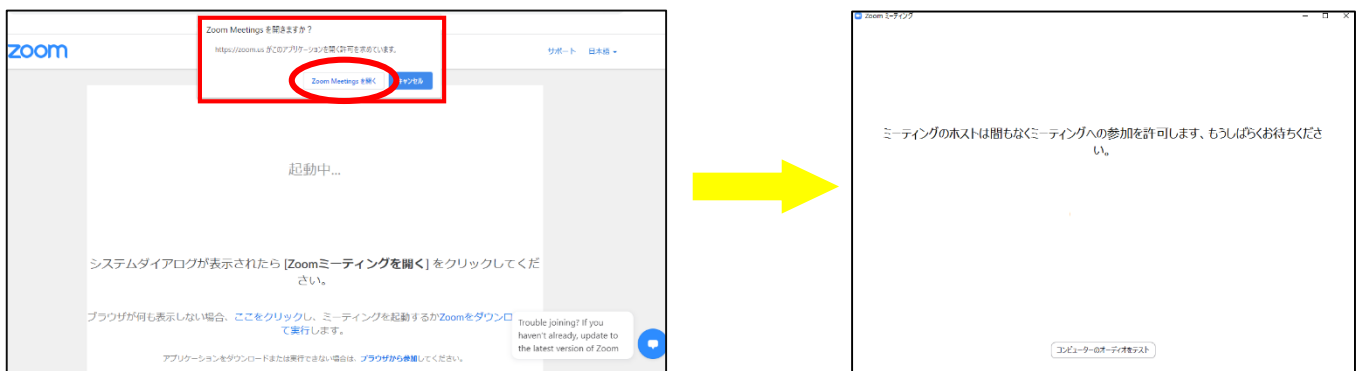 Zoom Meetings を開きますか？
https://zoom.us がこのアプリケーションを開く許可を求めています。
Zoom Meetings を開く
キャンセル
zoom
サポート 日本語
起動中...
システムダイアログが表示されたら [Zoomミーティングを開く] をクリックしてくだ
さい。
ブラウザが何も表示しない場合、ここをクリックし、ミーティングを起動するかZoomをダウンロ
て実行します。
アプリケーションをダウンロードまたは実行できない場合は、ブラウザから参加してください。
Trouble joining? If you
haven't already, update to
the latest version of Zoom
Zoom ミーティング
ミーティングのホストは間もなくミーティングへの参加を許可します、もうしばらくお待ちくださ
い。
コンピューターのオーディオをテスト